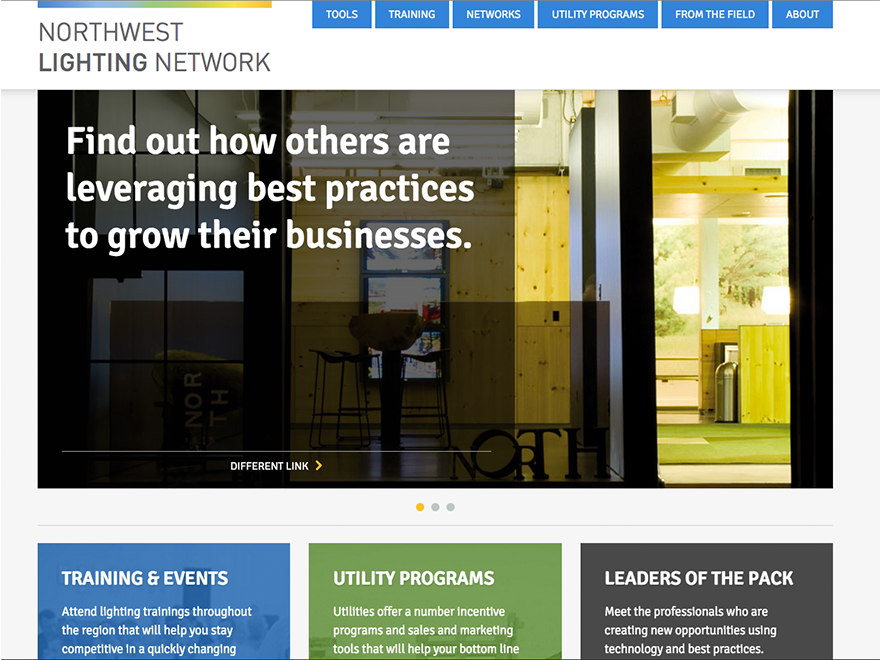 NORTHWEST
LIGHTING NETWORK
TOOLS
TRAINING
NETWORKS
UTILITY PROGRAMS
FROM THE FIELD
ABOUT
Find out how others are
leveraging best practices
to grow their businesses.
NOR
TH
NORTH
DIFFERENT LINK
TRAINING & EVENTS
Attend lighting trainings throughout
the region that will help you stay
competitive in a quickly changing
UTILITY PROGRAMS
Utilities offer a number incentive
programs and sales and marketing
tools that will help your bottom line
LEADERS OF THE PACK
Meet the professionals who are
creating new opportunities using
technology and best practices.